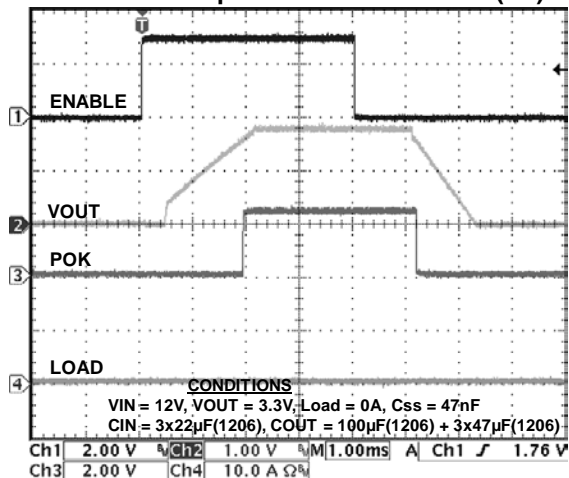 T
ENABLE
1
VOUT
2
POK
3
LOAD
4
CONDITIONS
VIN = 12V, VOUT = 3.3V, Load = 0A, Css = 47nF
CIN = 3x22µF(1206), COUT = 100µF(1206) + 3x47µF(1206)
Ch1 2.00 V Ch2 1.00 V M 1.00ms A Ch1 1.76 V
Ch3 2.00 V Ch4 10.0 A Ω